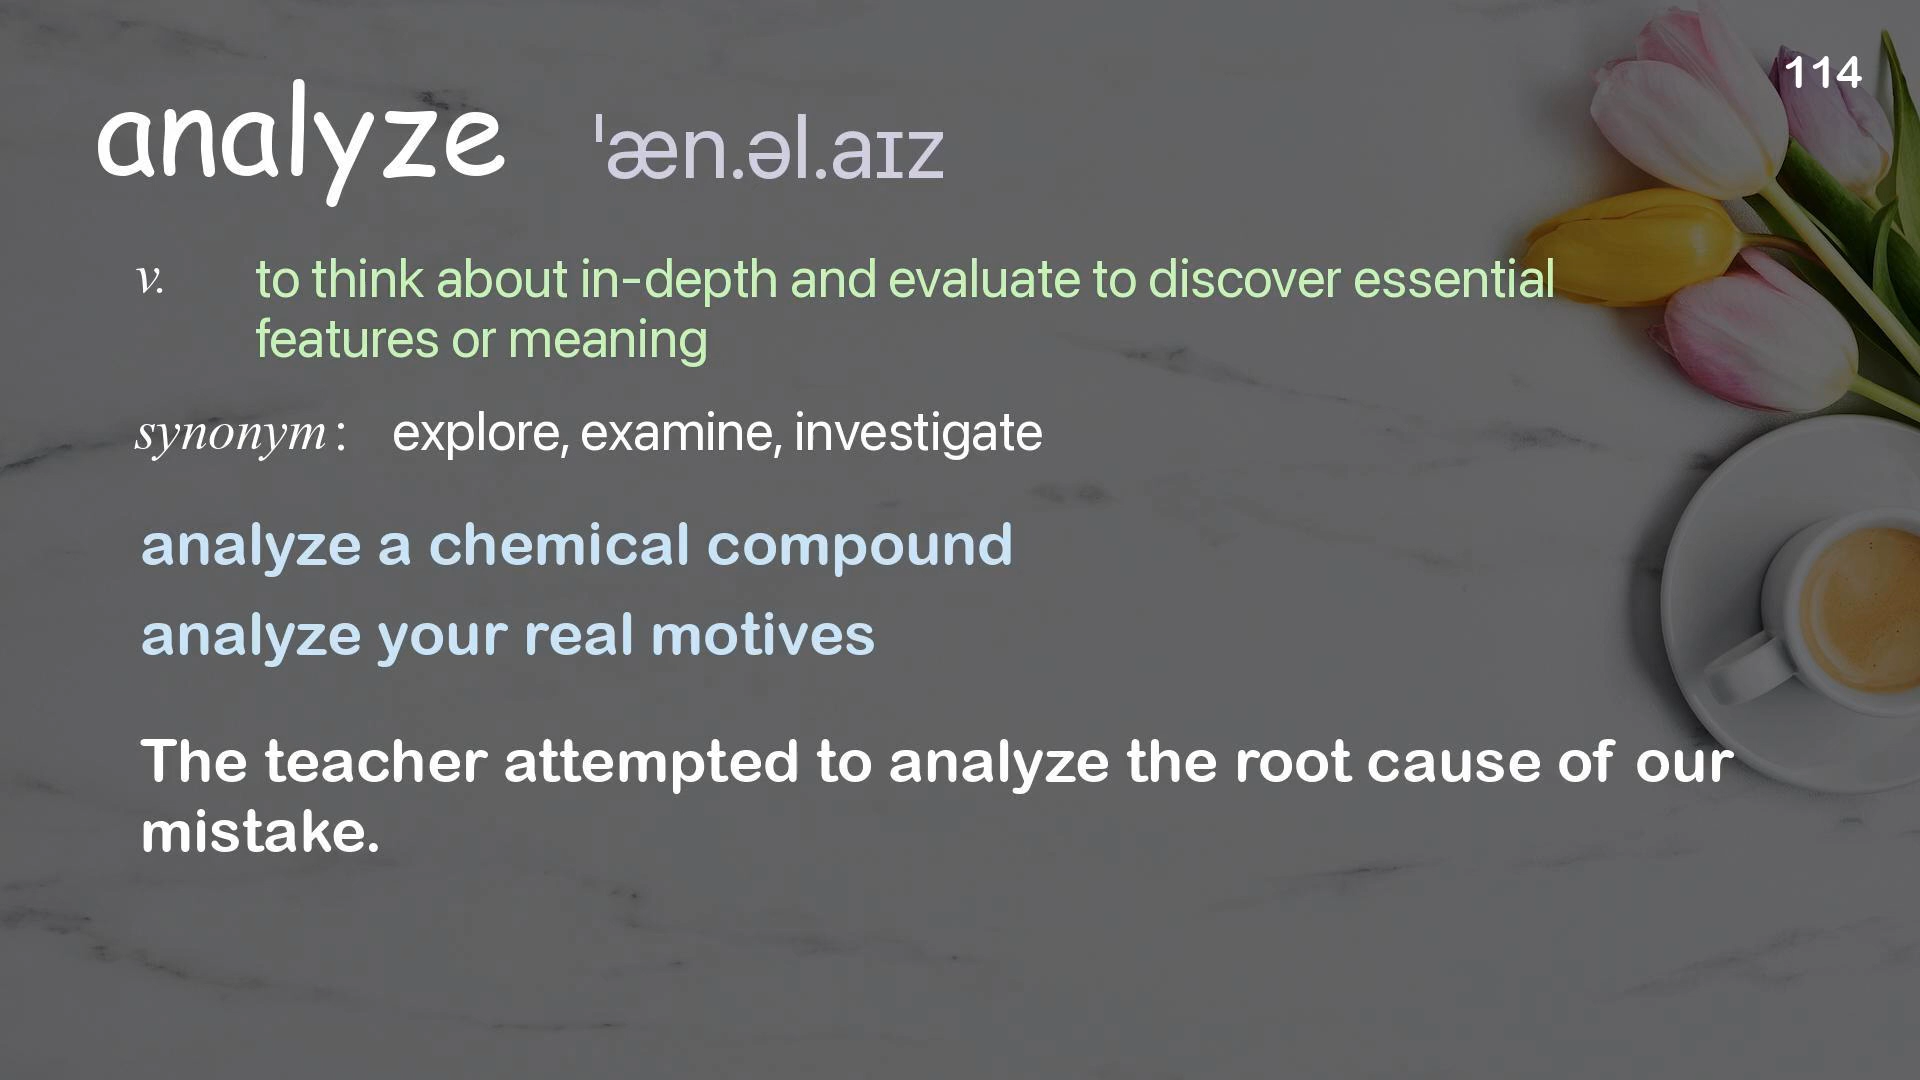 114
analyze ˈæn.əl.aɪz
v. to think about in-depth and evaluate to discover essential
features or meaning
synonym: explore, examine, investigate
analyze a chemical compound
analyze your real motives
The teacher attempted to analyze the root cause of our
mistake.